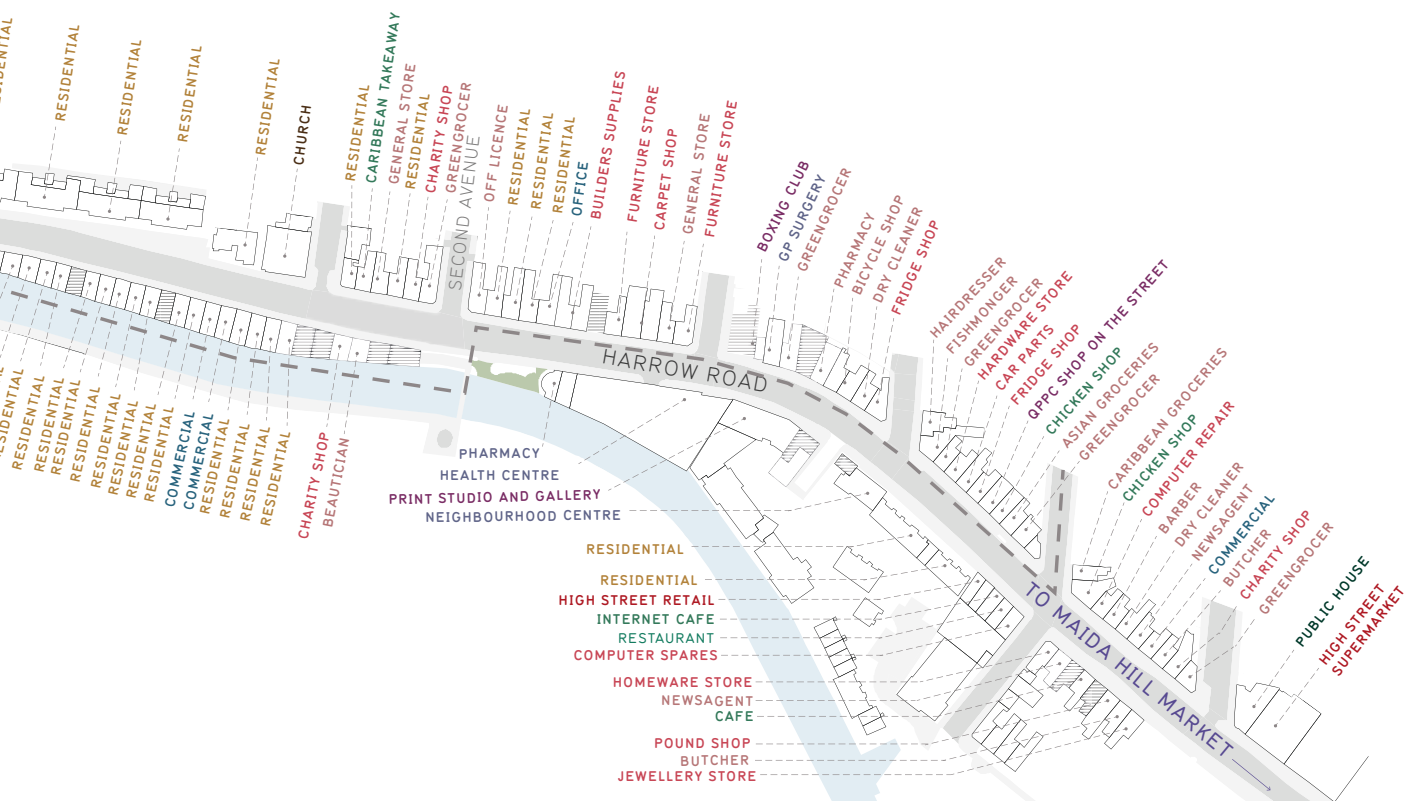 RESIDENTIAL
RESIDENTIAL
RESIDENTIAL
RESIDENTIAL
RESIDENTIAL
CHURCH
RESIDENTIAL
CARIBBEAN TAKEAWAY
GENERAL STORE
RESIDENTIAL
CHARITY SHOP
GREENGROCER
SECOND AVENUE
OFF LICENCE
RESIDENTIAL
RESIDENTIAL
RESIDENTIAL
OFFICE
BUILDERS SUPPLIES
FURNITURE STORE
CARPET SHOP
GENERAL STORE
FURNITURE STORE
BOXING CLUB
GP SURGERY
GREENGROCER
PHARMACY
BICYCLE SHOP
DRY CLEANER
FRIDGE SHOP
HAIRDRESSER
FISHMONGER
GREENGROCER
HARDWARE STORE
CAR PARTS
FRIDGE SHOP
QPPC SHOP ON THE STREET
CHICKEN SHOP
ASIAN GROCERIES
GREENGROCER
CARIBBEAN GROCERIES
CHICKEN SHOP
COMPUTER REPAIR
BARBER
DRY CLEANER
NEWSAGENT
COMMERCIAL
BUTCHER
CHARITY SHOP
GREENGROCER
PUBLIC HOUSE
HIGH STREET
SUPERMARKET
HARROW ROAD
TO MAIDA HILL MARKET
RESIDENTIAL
RESIDENTIAL
RESIDENTIAL
RESIDENTIAL
RESIDENTIAL
RESIDENTIAL
RESIDENTIAL
RESIDENTIAL
RESIDENTIAL
COMMERCIAL
COMMERCIAL
RESIDENTIAL
RESIDENTIAL
RESIDENTIAL
RESIDENTIAL
CHARITY SHOP
BEAUTICIAN
PHARMACY
HEALTH CENTRE
PRINT STUDIO AND GALLERY
NEIGHBOURHOOD CENTRE
RESIDENTIAL
RESIDENTIAL
HIGH STREET RETAIL
INTERNET CAFE
RESTAURANT
COMPUTER SPARES
HOMEWARE STORE
NEWSAGENT
CAFE
POUND SHOP
BUTCHER
JEWELLERY STORE